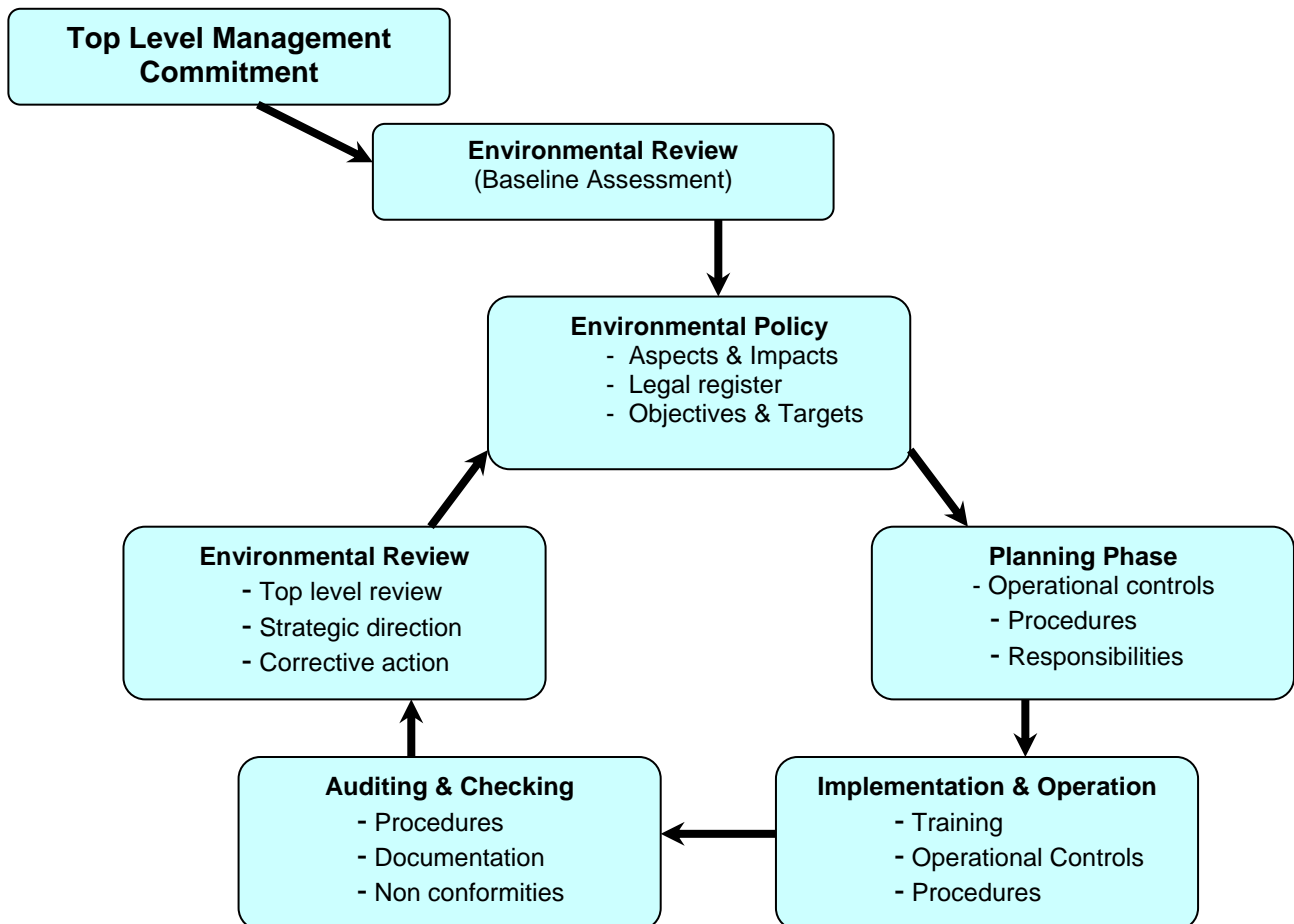 Top Level Management
Commitment
Environmental Review
(Baseline Assessment)
Environmental Policy
- Aspects & Impacts
- Legal register
- Objectives & Targets
Environmental Review
- Top level review
- Strategic direction
- Corrective action
Planning Phase
- Operational controls
- Procedures
- Responsibilities
Auditing & Checking
- Procedures
- Documentation
- Non conformities
Implementation & Operation
- Training
- Operational Controls
- Procedures